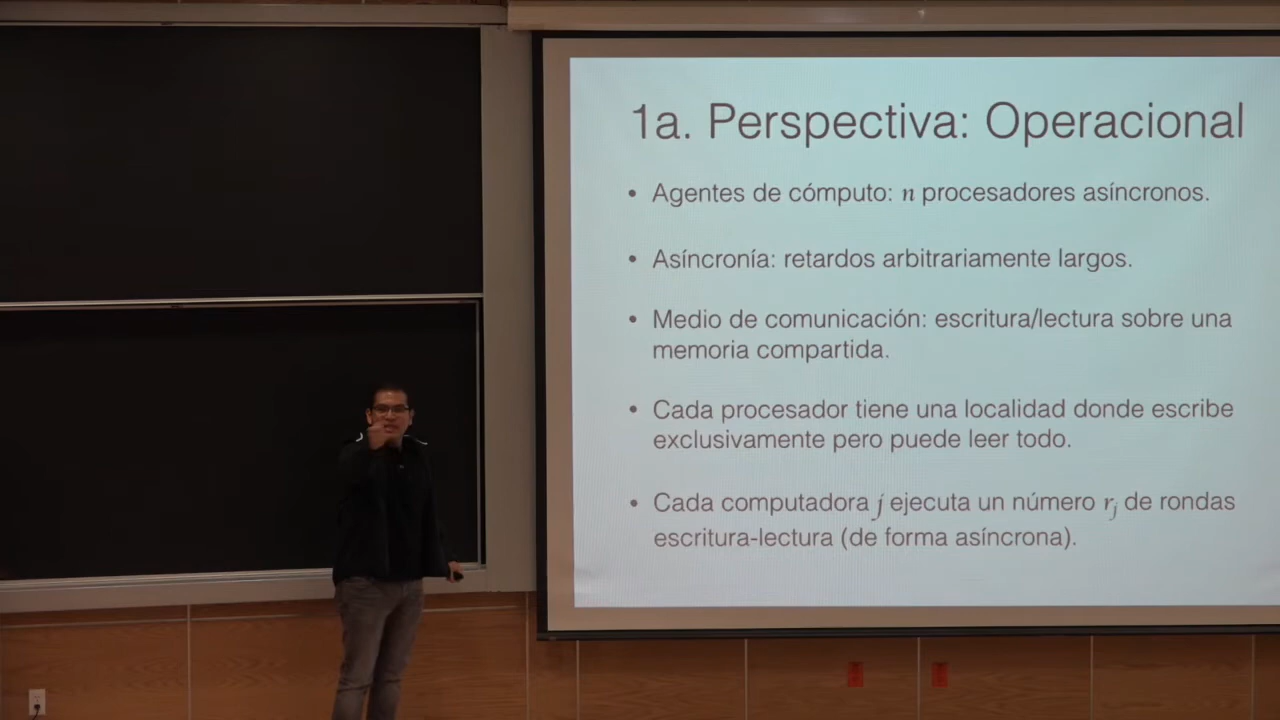 1a. Perspectiva: Operacional
• Agentes de cómputo: n procesadores asíncronos.
• Asíncronía: retardos arbitrariamente largos.
• Medio de comunicación: escritura/lectura sobre una
memoria compartida.
• Cada procesador tiene una localidad donde escribe
exclusivamente pero puede leer todo.
• Cada computadora j ejecuta un número r_j de rondas
escritura-lectura (de forma asíncrona).